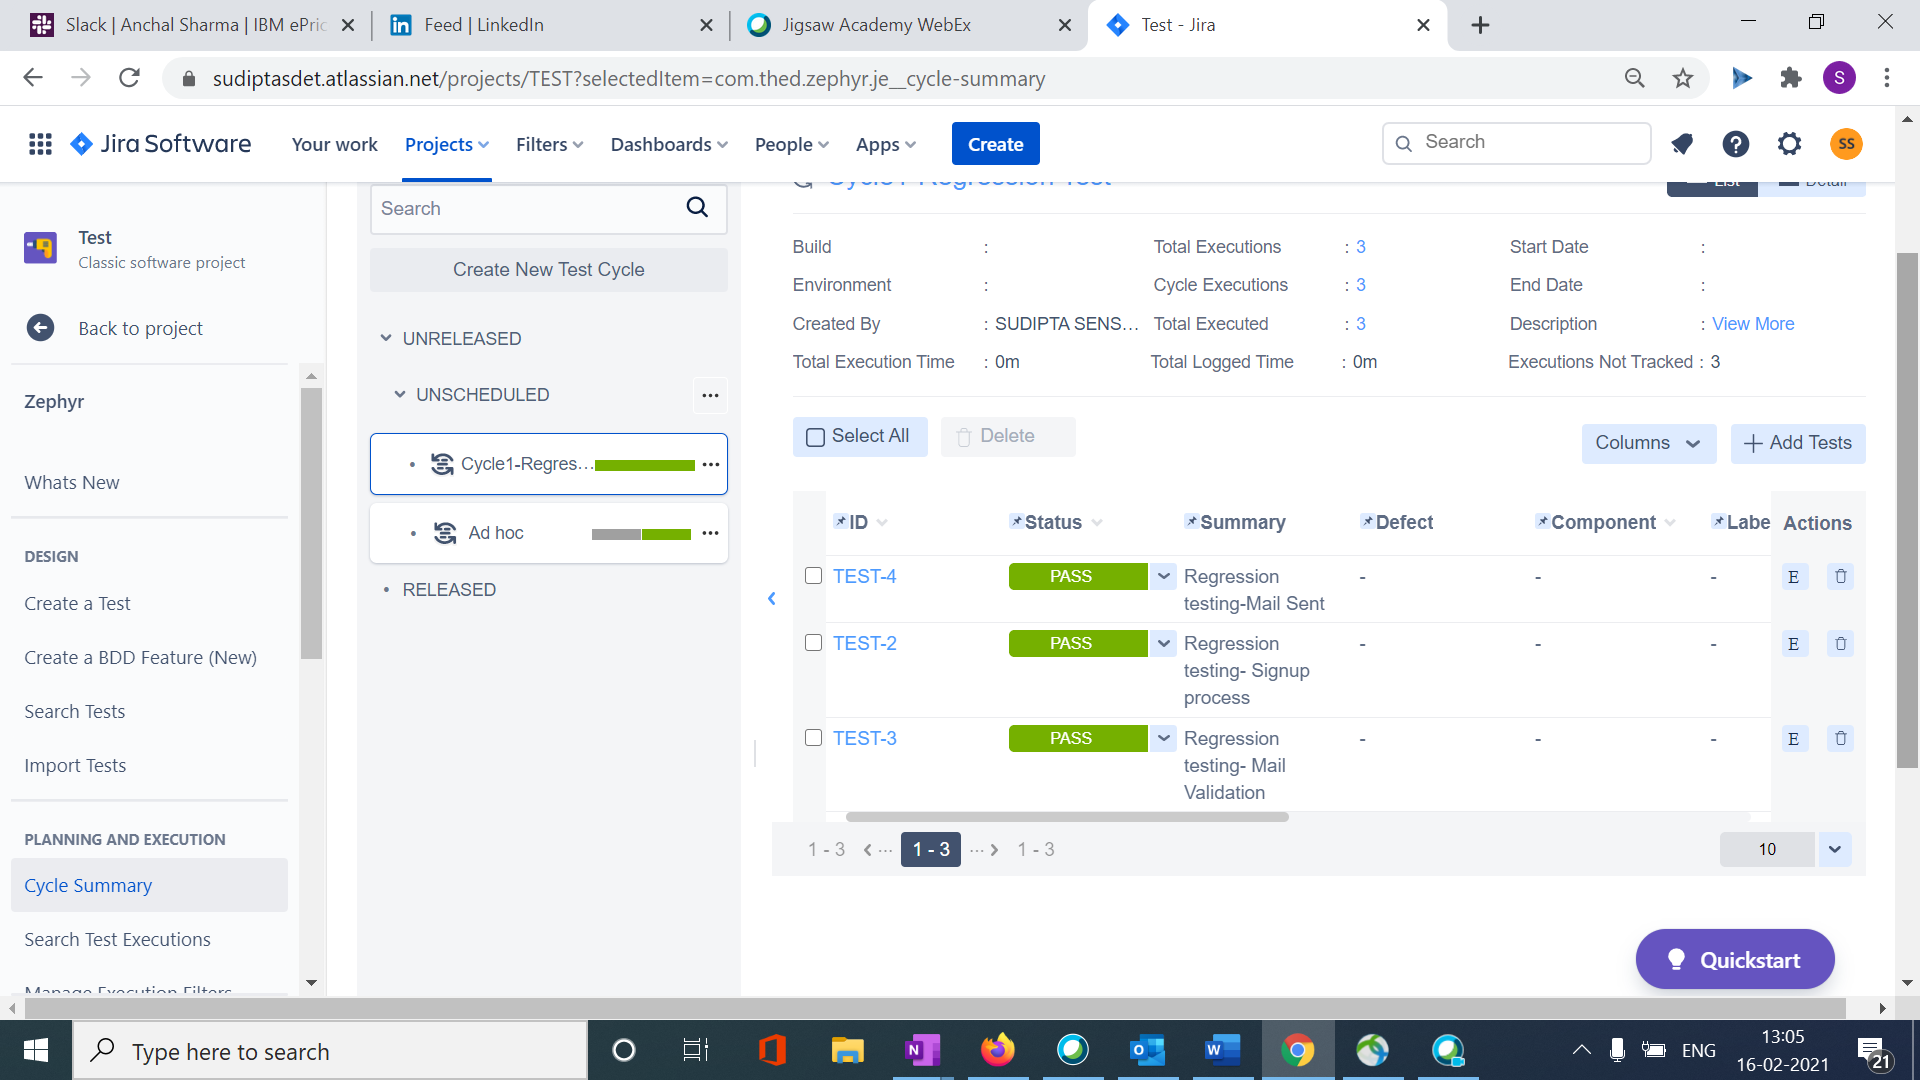 Slack | Anchal Sharma | IBM ePric
Feed | LinkedIn
Jigsaw Academy WebEx
Test - Jira
sudiptasdet.atlassian.net/projects/TEST?selectedItem=com.thed.zephyr.je__cycle-summary
S
Jira Software
Your work
Projects
Filters
Dashboards
People
Apps
Create
Search
SS
Test
Classic software project
Back to project
Zephyr
Whats New
DESIGN
Create a Test
Create a BDD Feature (New)
Search Tests
Import Tests
PLANNING AND EXECUTION
Cycle Summary
Search Test Executions
Manage Execution Filters
Search
Create New Test Cycle
UNRELEASED
UNSCHEDULED
Cycle1-Regres...
Ad hoc
RELEASED
Cycle1-Regression Test
List
Detail
Build :
Total Executions : 3
Start Date :
Environment :
Cycle Executions : 3
End Date :
Created By : SUDIPTA SENS...
Total Executed : 3
Description : View More
Total Execution Time : 0m
Total Logged Time : 0m
Executions Not Tracked : 3
Select All
Delete
Columns
+ Add Tests
ID Status Summary Defect Component Labe Actions
TEST-4 PASS Regression - - - E
testing-Mail Sent
TEST-2 PASS Regression - - - E
testing- Signup
process
TEST-3 PASS Regression - - - E
testing- Mail
Validation
1 - 3 < ... 1 - 3 ... > 1 - 3
10
Quickstart
Type here to search
ENG
13:05
16-02-2021
21